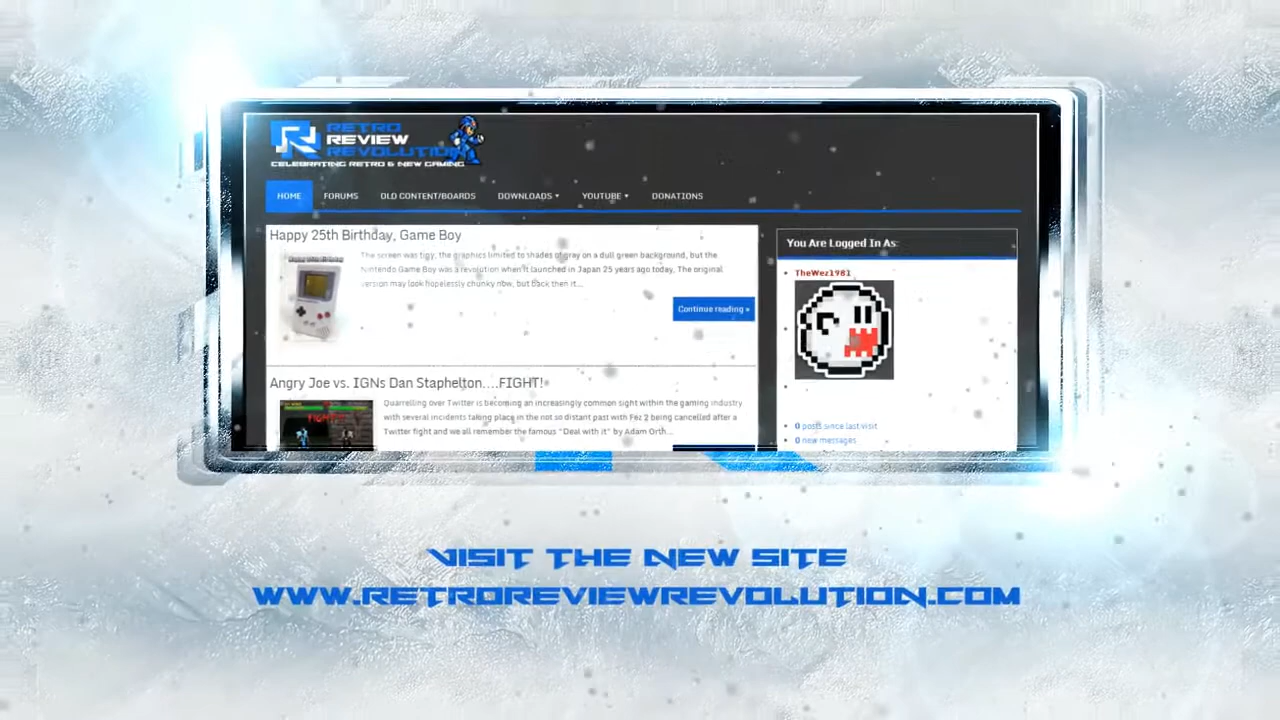 RETRO
REVIEW
REVOLUTION
CELEBRATING RETRO & NEW GAMING
HOME FORUMS OLD CONTENT/BOARDS DOWNLOADS YOUTUBE DONATIONS
Happy 25th Birthday, Game Boy
The screen was tigy, the graphics limited to shades of gray on a dull green background, but the
Nintendo Game Boy was a revolution when it launched in Japan 25 years ago today, The original
version may look hopelessly chunky now, but back then it...
Continue reading »
You Are Logged In As:
TheWez1981
0 posts since last visit
0 new messages
Angry Joe vs. IGNs Dan Staphelton....FIGHT!
Quarrelling over Twitter is becoming an increasingly common sight within the gaming industry
with several incidents taking place in the not so distant past with Fez 2 being cancelled after a
Twitter fight and we all remember the famous "Deal with it" by Adam Orth...
FIGHT!
VISIT THE NEW SITE
WWW.RETROREVIEWREVOLUTION.COM